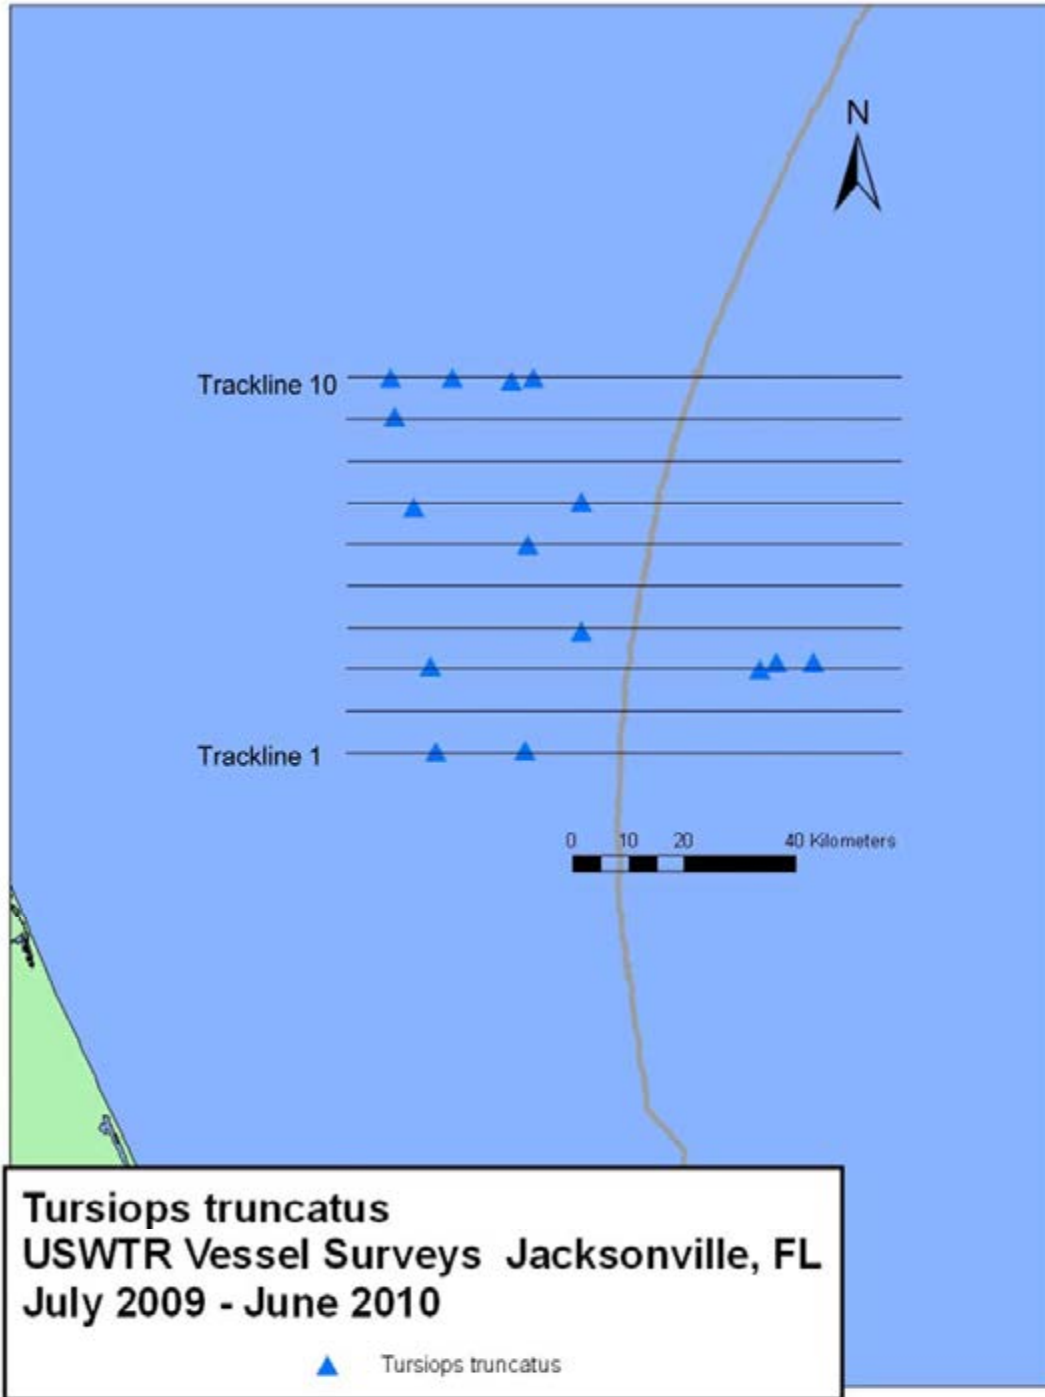 N
Trackline 10
Trackline 1
0 10 20 40 Kilometers
Tursiops truncatus
USWTR Vessel Surveys Jacksonville, FL
July 2009 - June 2010
Tursiops truncatus